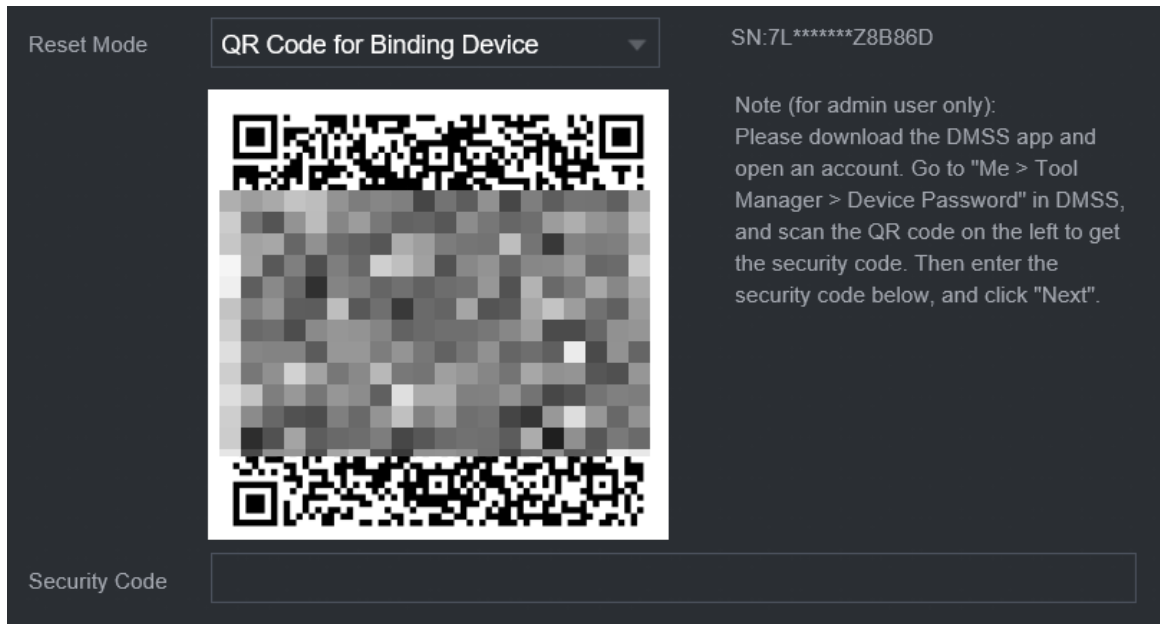 Reset Mode
QR Code for Binding Device
SN:7L*******Z8B86D
Note (for admin user only):
Please download the DMSS app and
open an account. Go to "Me > Tool
Manager > Device Password" in DMSS,
and scan the QR code on the left to get
the security code. Then enter the
security code below, and click "Next".
Security Code